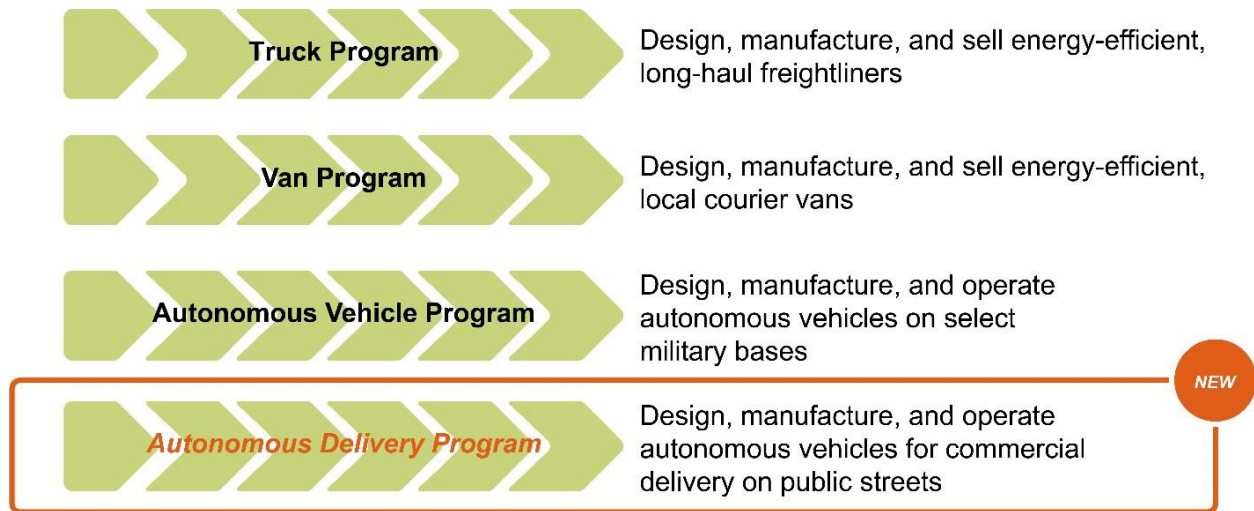 Truck Program
Design, manufacture, and sell energy-efficient,
long-haul freightliners
Van Program
Design, manufacture, and sell energy-efficient,
local courier vans
Autonomous Vehicle Program
Design, manufacture, and operate
autonomous vehicles on select
military bases
NEW
Autonomous Delivery Program
Design, manufacture, and operate
autonomous vehicles for commercial
delivery on public streets